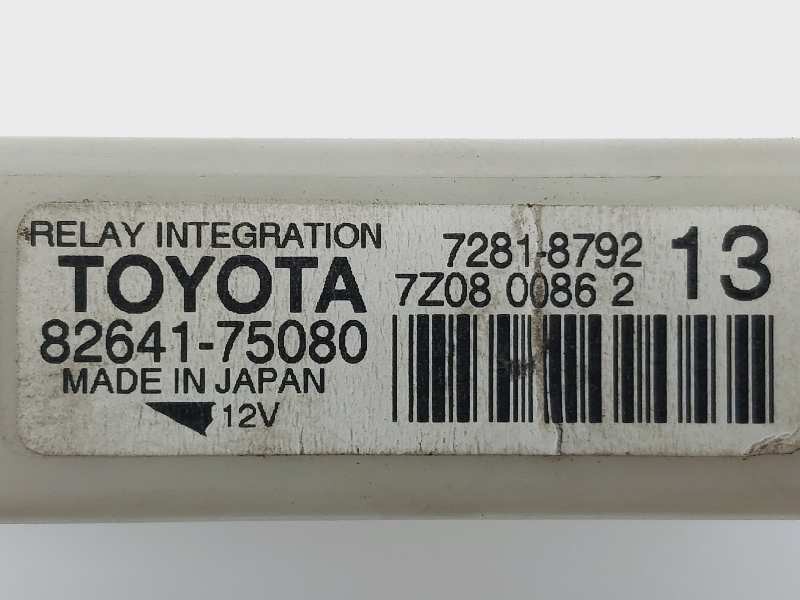 RELAY INTEGRATION
TOYOTA
82641-75080
MADE IN JAPAN
12V
7281-8792
7Z08 0086 2
13